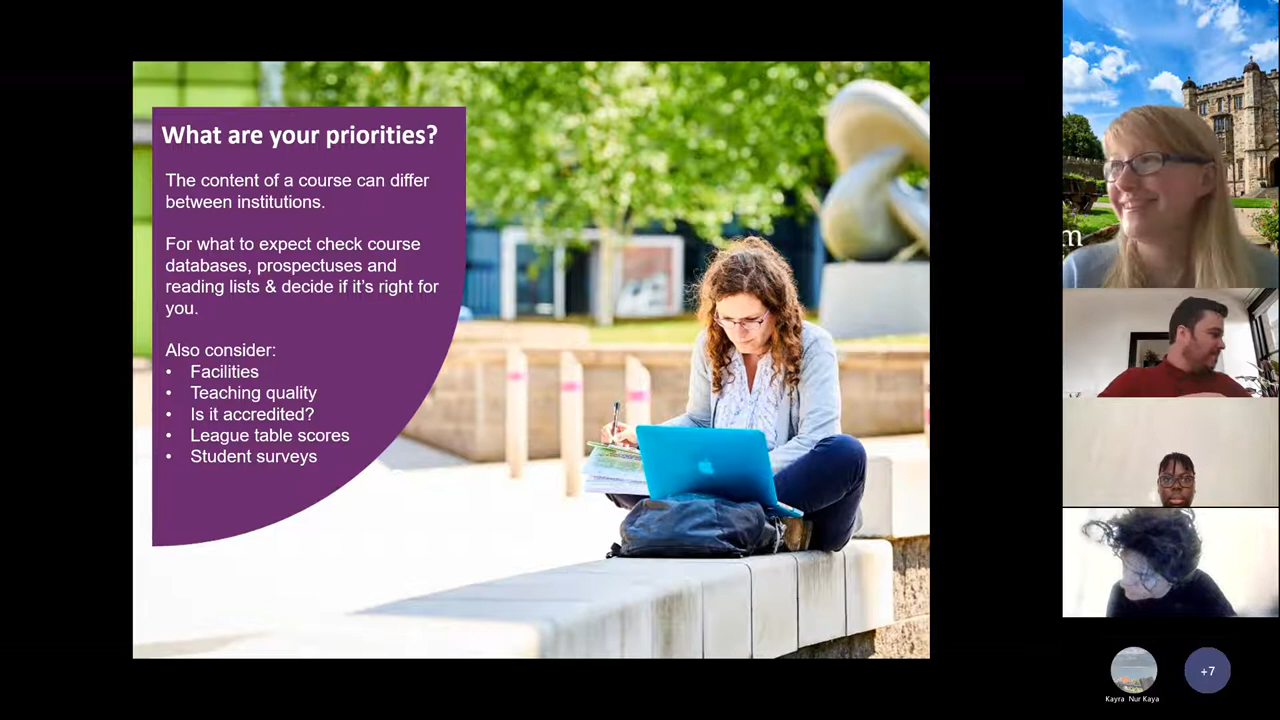 What are your priorities?
The content of a course can differ
between institutions.
For what to expect check course
databases, prospectuses and
reading lists & decide if it's right for
you.
Also consider:
• Facilities
• Teaching quality
• Is it accredited?
• League table scores
• Student surveys
m
Kayra Nur Kaya
+7